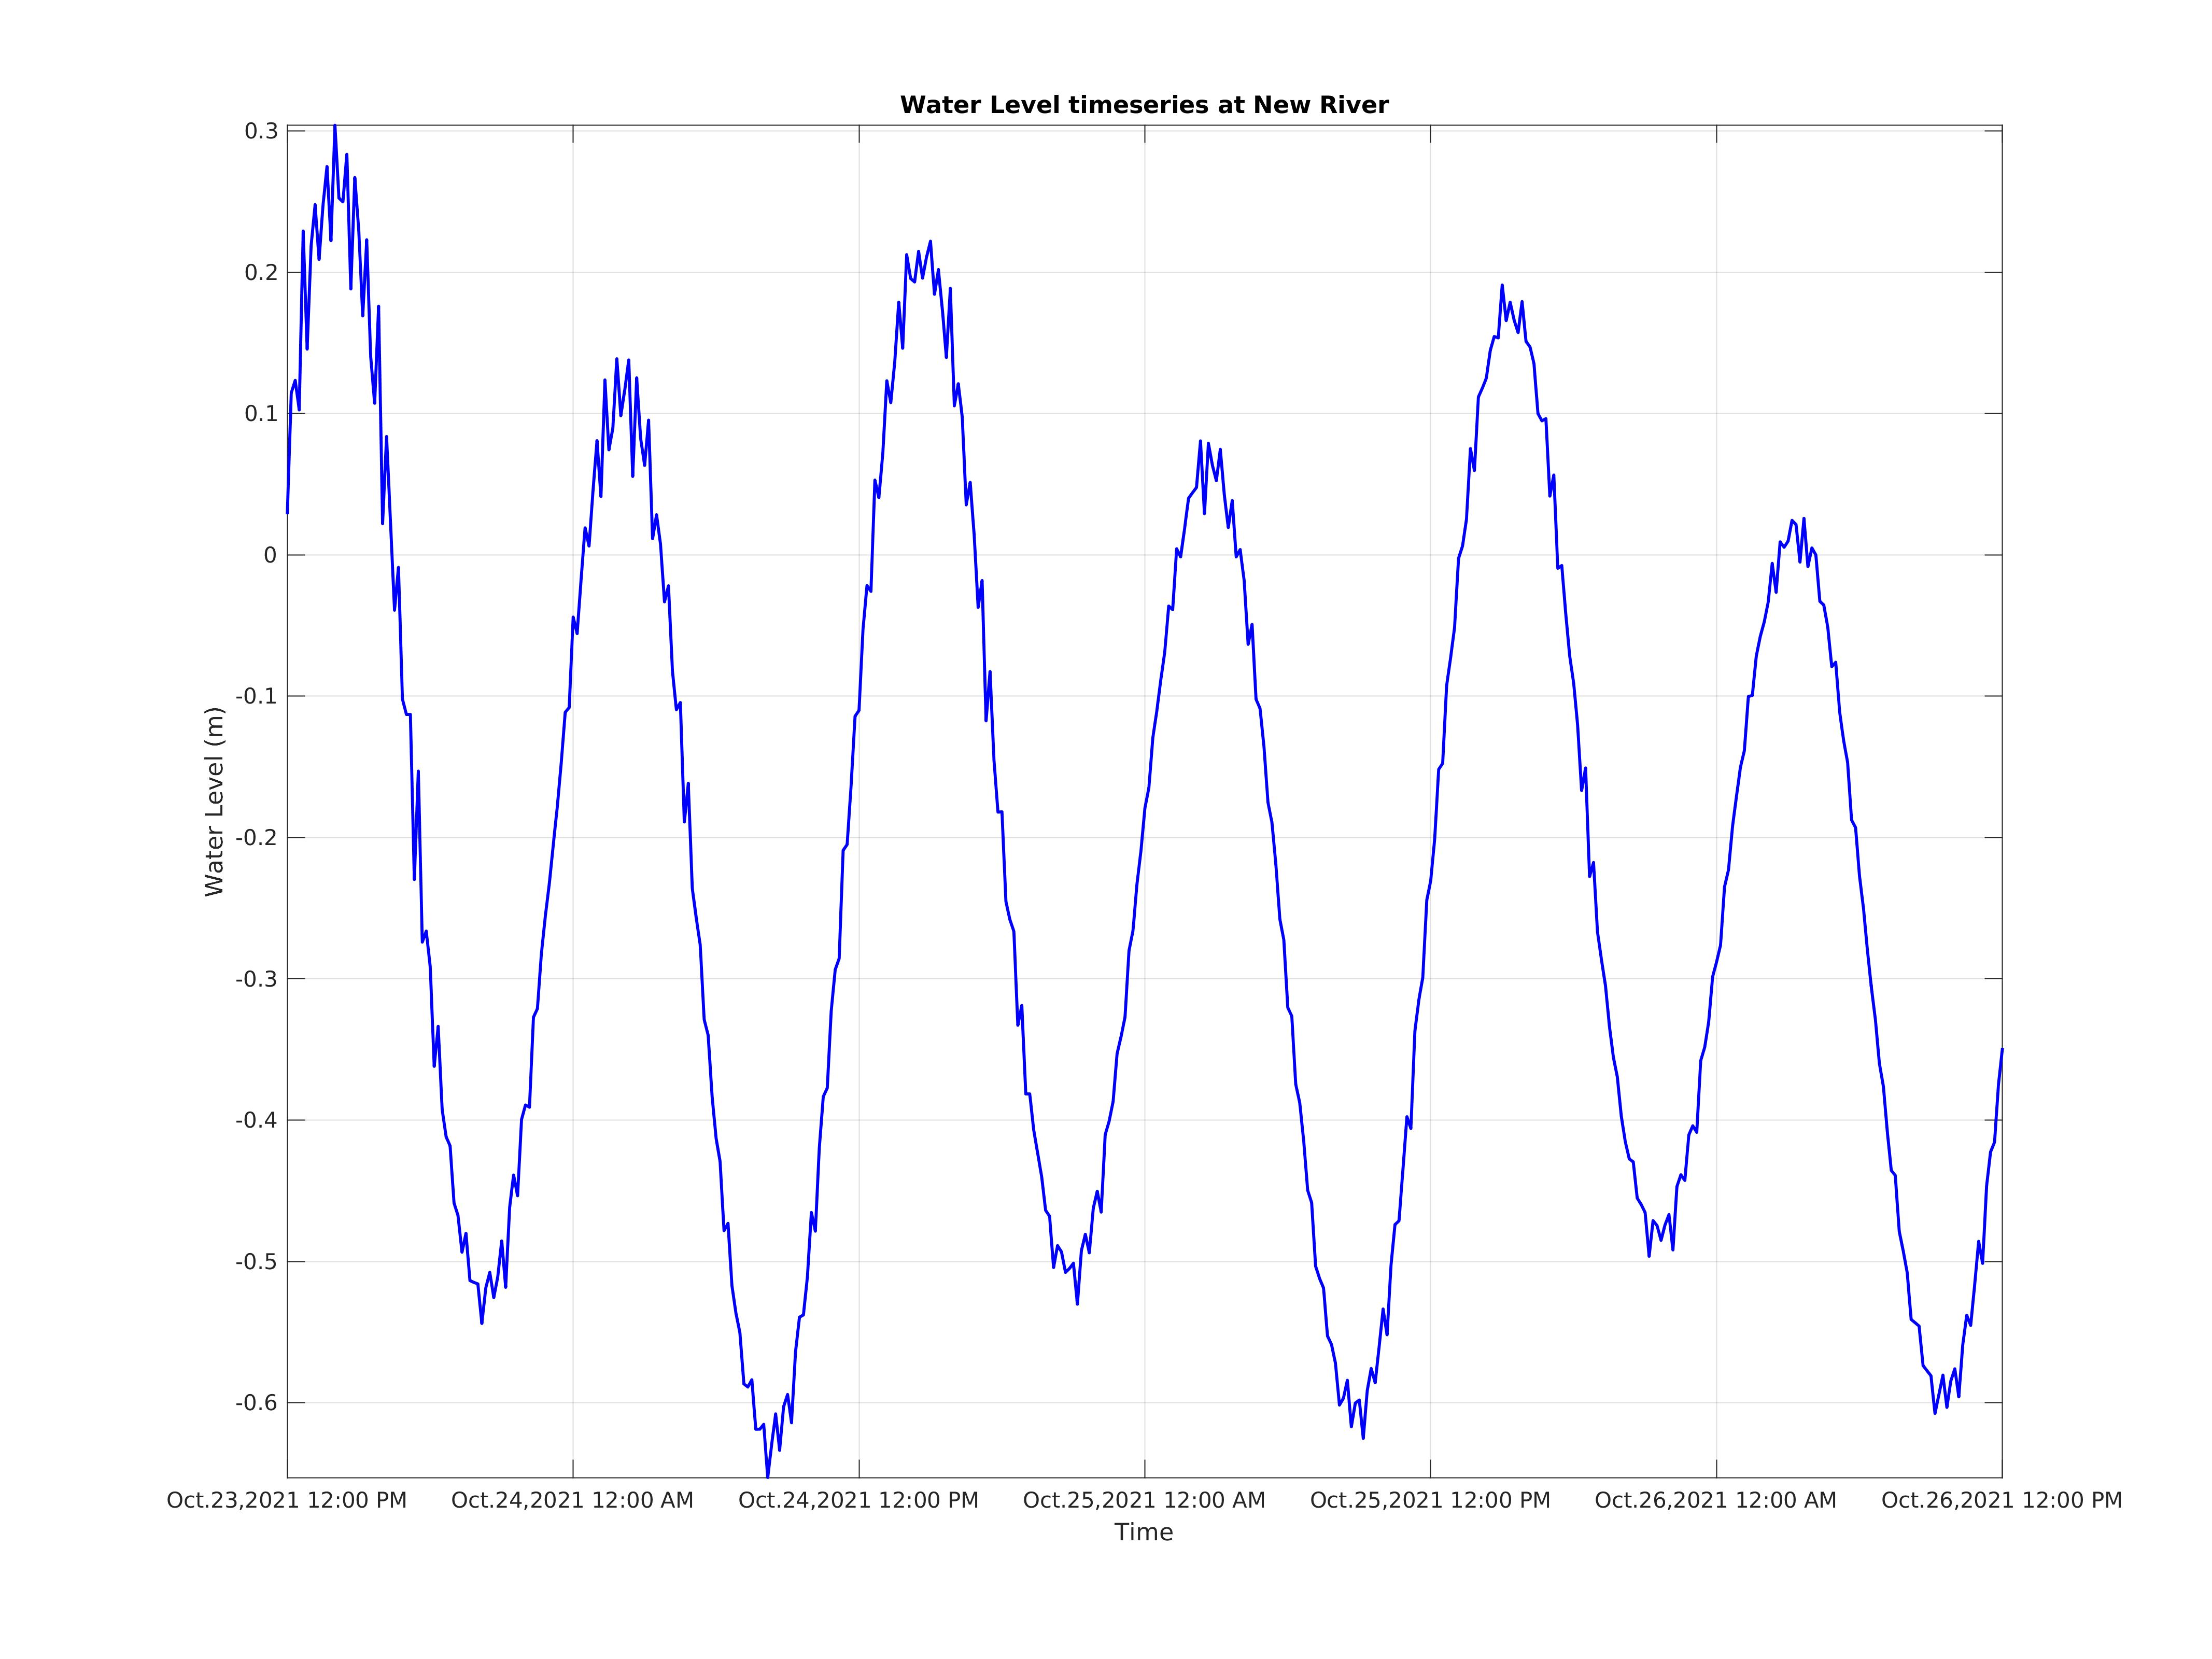 Water Level timeseries at New River
0.3
0.2
0.1
0
-0.1
-0.2
-0.3
-0.4
-0.5
-0.6
Water Level (m)
Oct.23,2021 12:00 PM Oct.24,2021 12:00 AM Oct.24,2021 12:00 PM Oct.25,2021 12:00 AM Oct.25,2021 12:00 PM Oct.26,2021 12:00 AM Oct.26,2021 12:00 PM
Time